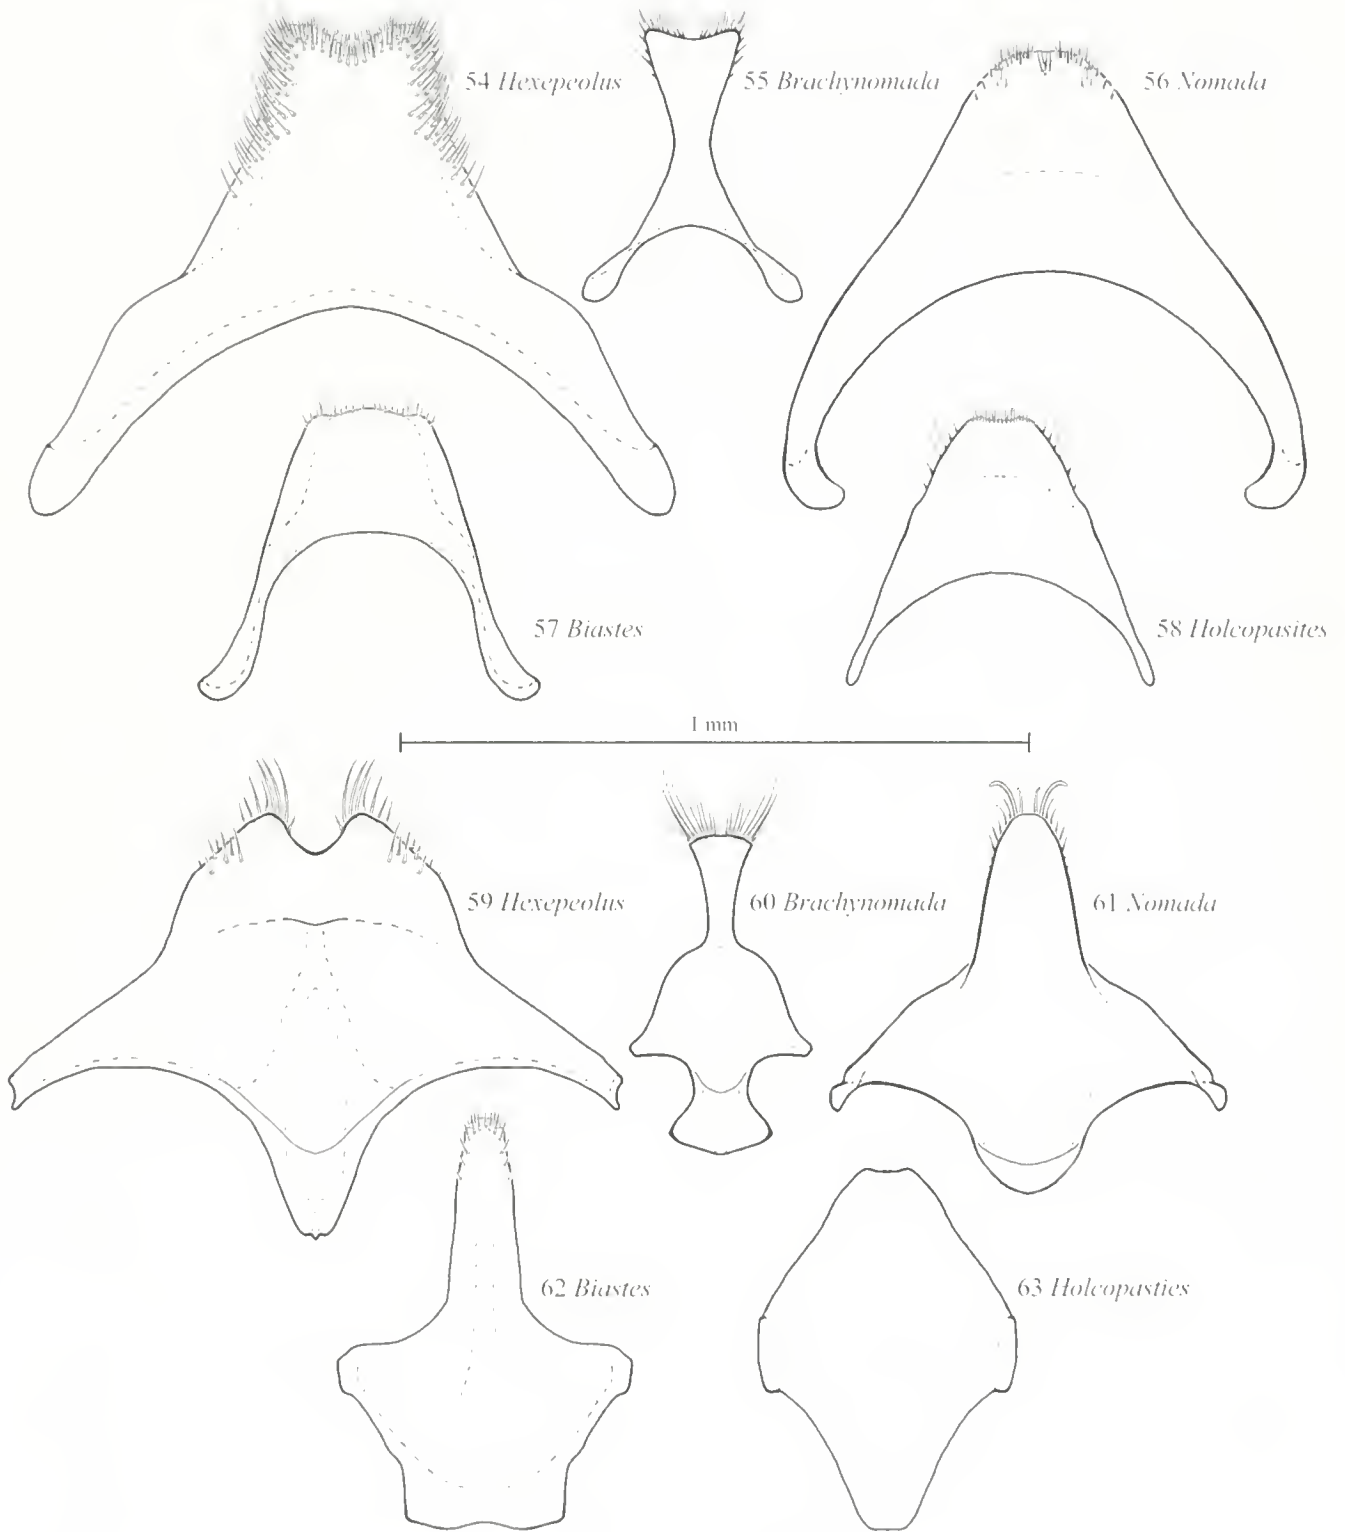 54 Hexepeolus
55 Brachynomada
56 Nomada
57 Biastes
58 Holcopasites
1 mm
59 Hexepeolus
60 Brachynomada
61 Nomada
62 Biastes
63 Holcopasties